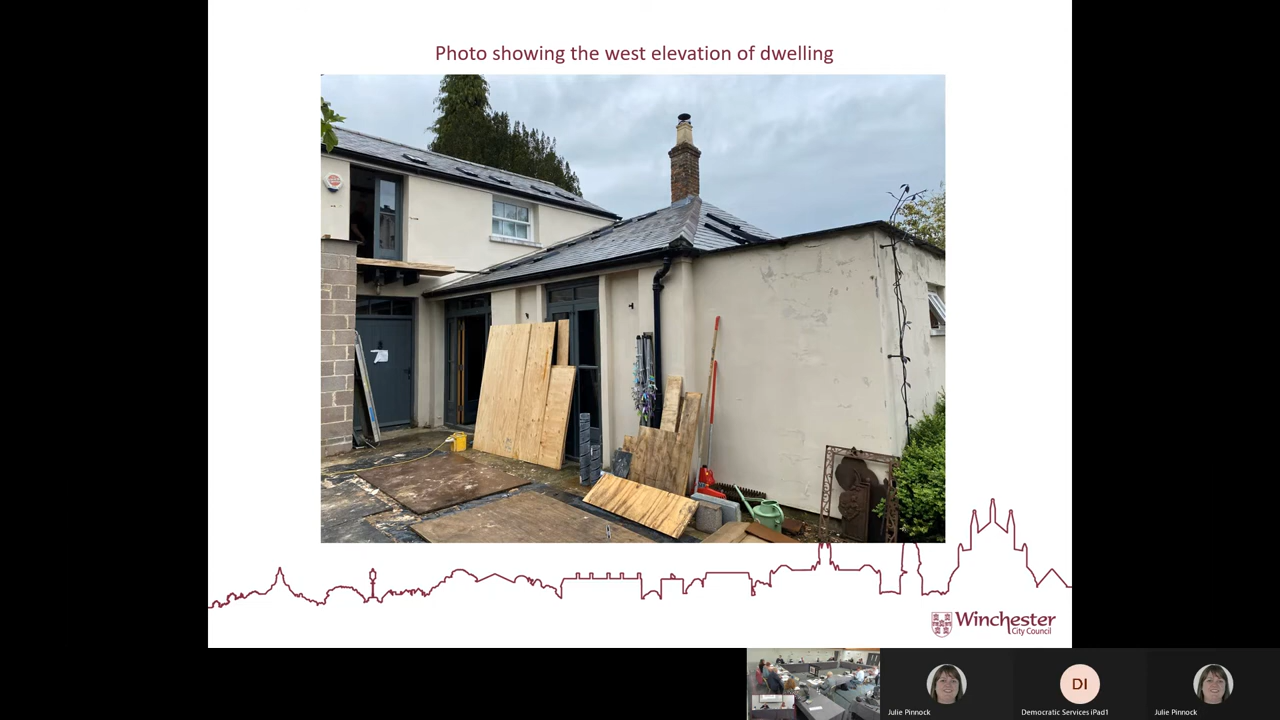 Photo showing the west elevation of dwelling
Winchester
City Council
DI
Julie Pinnock
Democratic Services iPad1
Julie Pinnock